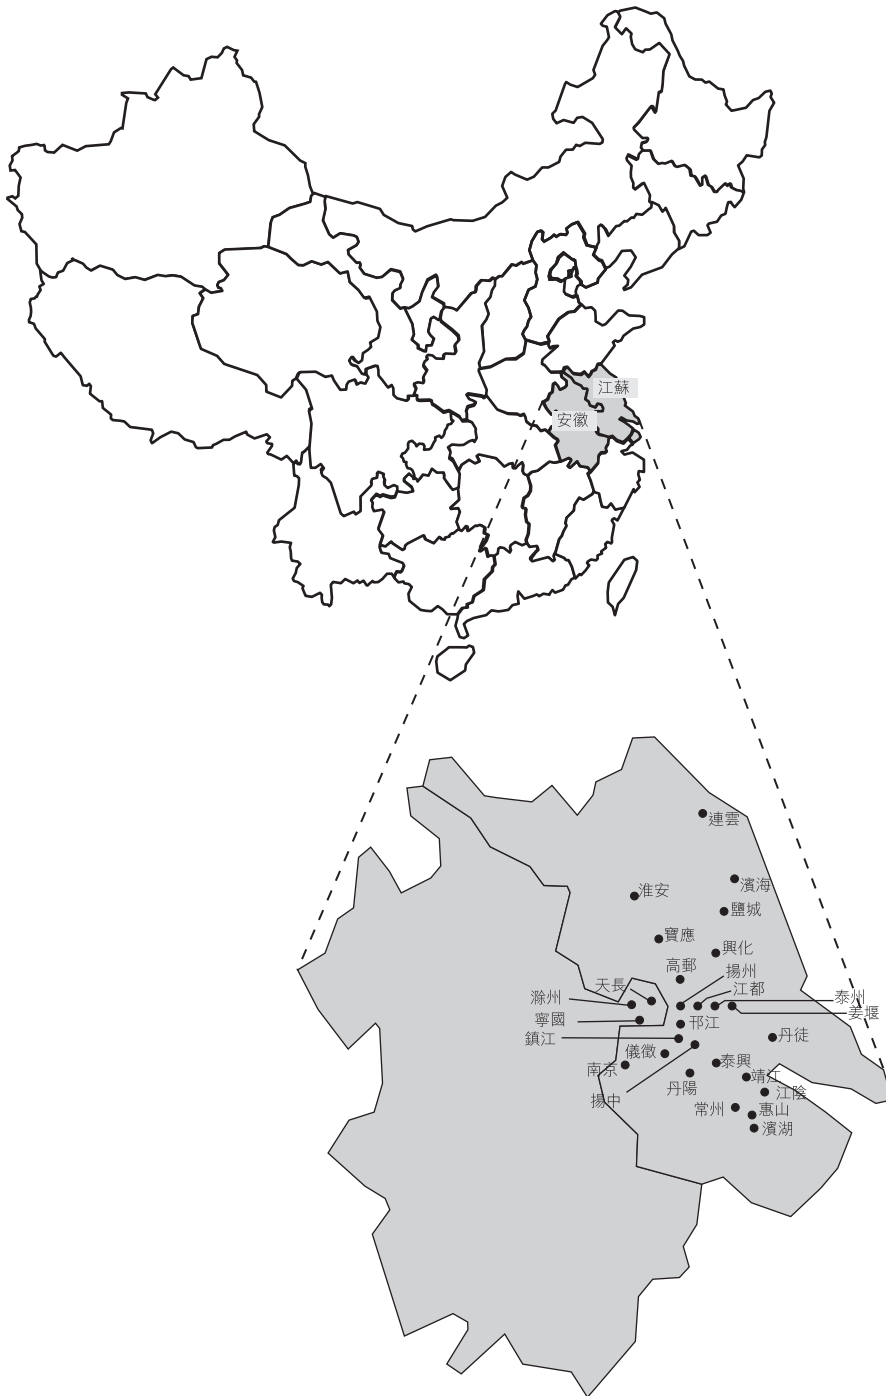 江蘇
安徽
連雲
濱海
淮安
鹽城
寶應
興化
高郵
揚州
天長
江都
滁州
泰州
寧國
姜堰
邗江
鎮江
丹徒
儀徵
泰興
南京
靖江
丹陽
江陰
揚中
常州
惠山
濱湖